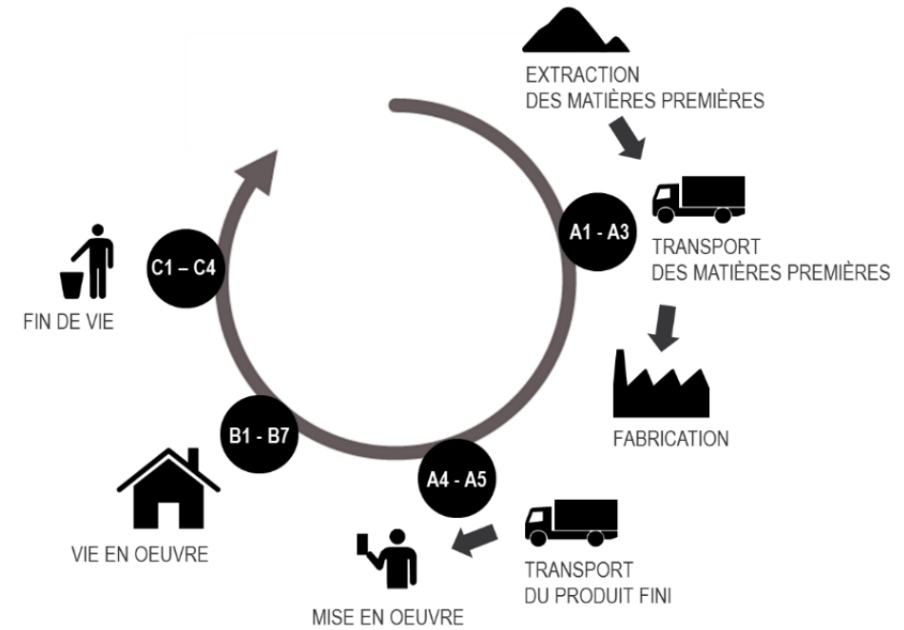 EXTRACTION
DES MATIÈRES PREMIÈRES
A1 - A3
TRANSPORT
DES MATIÈRES PREMIÈRES
FABRICATION
A4 - A5
TRANSPORT
DU PRODUIT FINI
MISE EN OEUVRE
B1 - B7
VIE EN OEUVRE
C1 – C4
FIN DE VIE